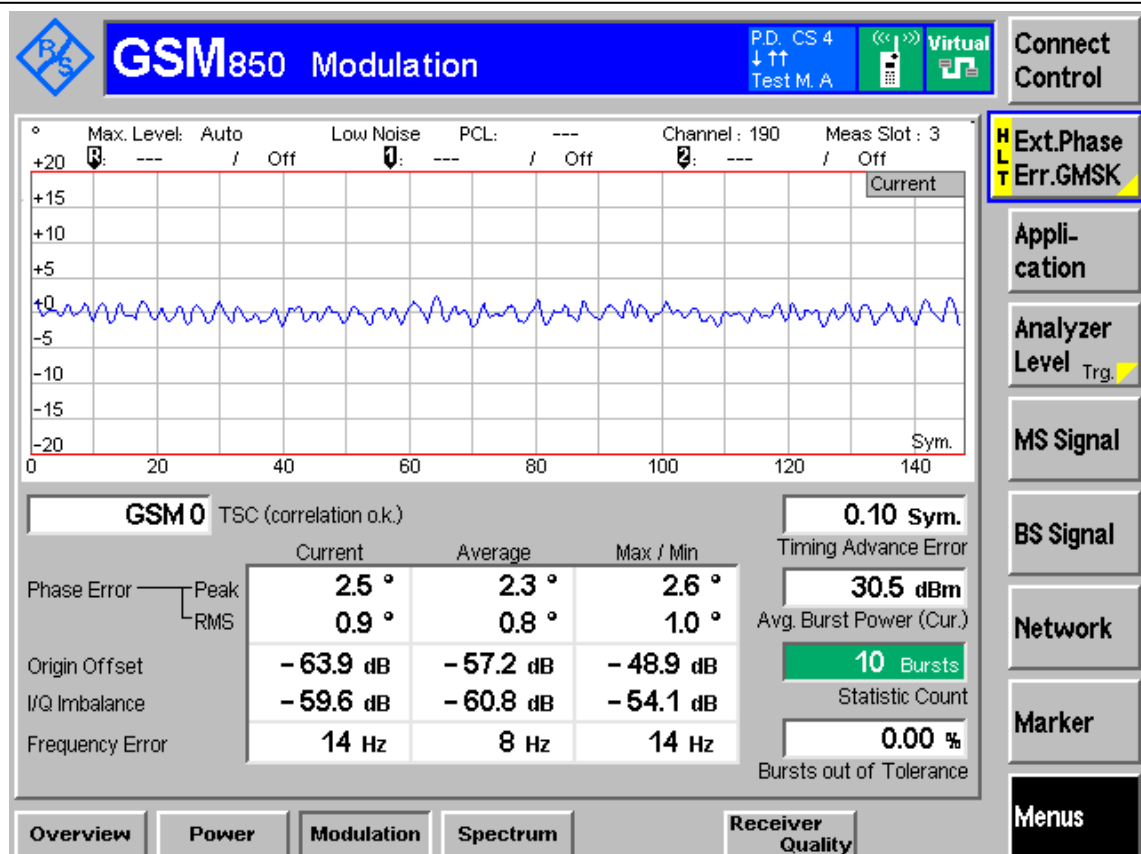 R&S GSM850 Modulation P.D. CS 4 Virtual Connect
↓ ↑↑ Control
Test M. A
° Max. Level: Auto Low Noise PCL: --- Channel : 190 Meas Slot : 3
R: --- / Off 1: --- / Off 2: --- / Off
HLT Ext.Phase
Err.GMSK
Current
+20
+15
+10
+5
+0
-5
-10
-15
-20
Sym.
0 20 40 60 80 100 120 140
Appli-
cation
Analyzer
Level Trg.
MS Signal
BS Signal
Network
Marker
Menus
GSM 0 TSC (correlation o.k.)
Current Average Max / Min
Phase Error Peak 2.5 ° 2.3 ° 2.6 °
RMS 0.9 ° 0.8 ° 1.0 °
Origin Offset – 63.9 dB – 57.2 dB – 48.9 dB
I/Q Imbalance – 59.6 dB – 60.8 dB – 54.1 dB
Frequency Error 14 Hz 8 Hz 14 Hz
0.10 Sym.
Timing Advance Error
30.5 dBm
Avg. Burst Power (Cur.)
10 Bursts
Statistic Count
0.00 %
Bursts out of Tolerance
Overview Power Modulation Spectrum Receiver
Quality